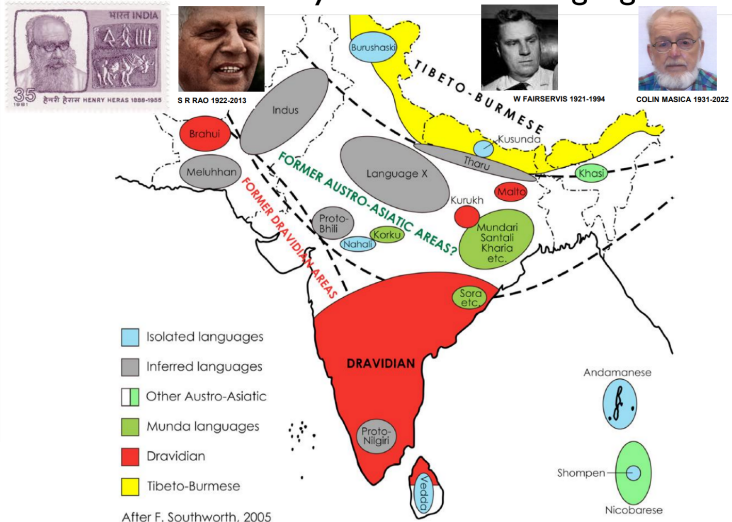 भारत INDIA
35
1981
हेनरी हेरास HENRY HERAS 1888-1955
S R RAO 1922-2013
W FAIRSERVIS 1921-1994
COLIN MASICA 1931-2022
Burushaski
TIBETO-BURMESE
Indus
Kusunda
Brahui
Tharu
Language X
Khasi
Meluhhan
FORMER AUSTRO-ASIATIC AREAS?
Malto
Kurukh
FORMER DRAVIDIAN AREAS
Proto-
Bhili
Korku
Nahali
Mundari
Santali
Kharia
etc.
Sora
etc.
Isolated languages
Inferred languages
Other Austro-Asiatic
Munda languages
Dravidian
Tibeto-Burmese
After F. Southworth, 2005
DRAVIDIAN
Proto-
Nilgiri
Vedda
Andamanese
Shompen
Nicobarese